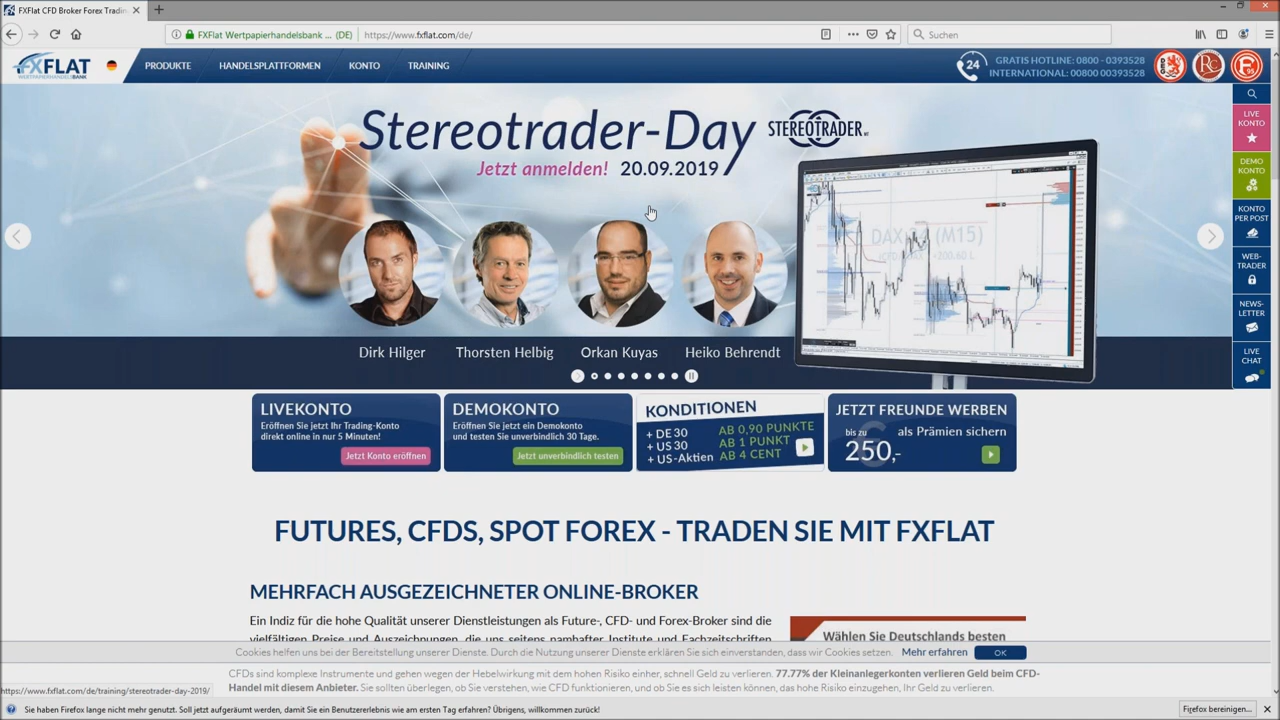 FXFlat CFD Broker Forex Tradin
FXFlat Wertpapierhandelsbank ... (DE)
https://www.fxflat.com/de/
Suchen
FXFLAT
WERTPAPIERHANDELSBANK
PRODUKTE
HANDELSPLATTFORMEN
KONTO
TRAINING
24
GRATIS HOTLINE: 0800 - 0393528
INTERNATIONAL: 00800 00393528
F95
Stereotrader-Day
STEREOTRADER
Jetzt anmelden! 20.09.2019
DAX
(M15)
Dirk Hilger
Thorsten Helbig
Orkan Kuyas
Heiko Behrendt
LIVE
KONTO
DEMO
KONTO
KONTO
PER POST
WEB-
TRADER
NEWS-
LETTER
LIVE
CHAT
LIVEKONTO
Eröffnen Sie jetzt Ihr Trading-Konto
direkt online in nur 5 Minuten!
Jetzt Konto eröffnen
DEMOKONTO
Eröffnen Sie jetzt ein Demokonto
und testen Sie unverbindlich 30 Tage.
Jetzt unverbindlich testen
KONDITIONEN
+ DE30 AB 0,90 PUNKTE
+ US30 AB 1 PUNKT
+ US-Aktien AB 4 CENT
JETZT FREUNDE WERBEN
bis zu
250,-
als Prämien sichern
FUTURES, CFDS, SPOT FOREX - TRADEN SIE MIT FXFLAT
MEHRFACH AUSGEZEICHNETER ONLINE-BROKER
Ein Indiz für die hohe Qualität unserer Dienstleistungen als Future-, CFD- und Forex-Broker sind die
vielfältigen Preise und Auszeichnungen, die uns seitens namhafter Institute und Fachzeitschriften
Wählen Sie Deutschlands besten
Cookies helfen uns bei der Bereitstellung unserer Dienste. Durch die Nutzung unserer Dienste erklären Sie sich einverstanden, dass wir Cookies setzen. Mehr erfahren OK
CFDs sind komplexe Instrumente und gehen wegen der Hebelwirkung mit dem hohen Risiko einher, schnell Geld zu verlieren. 77.77% der Kleinanlegerkonten verlieren Geld beim CFD-
Handel mit diesem Anbieter. Sie sollten überlegen, ob Sie es verstehen, wie CFD funktionieren, und ob Sie es sich leisten können, das hohe Risiko einzugehen, Ihr Geld zu verlieren.
https://www.fxflat.com/de/training/stereotrader-day-2019/
Sie haben Firefox lange nicht mehr genutzt. Soll jetzt aufgeräumt werden, damit Sie ein Benutzererlebnis wie am ersten Tag erfahren? Übrigens, willkommen zurück!
Firefox bereinigen...